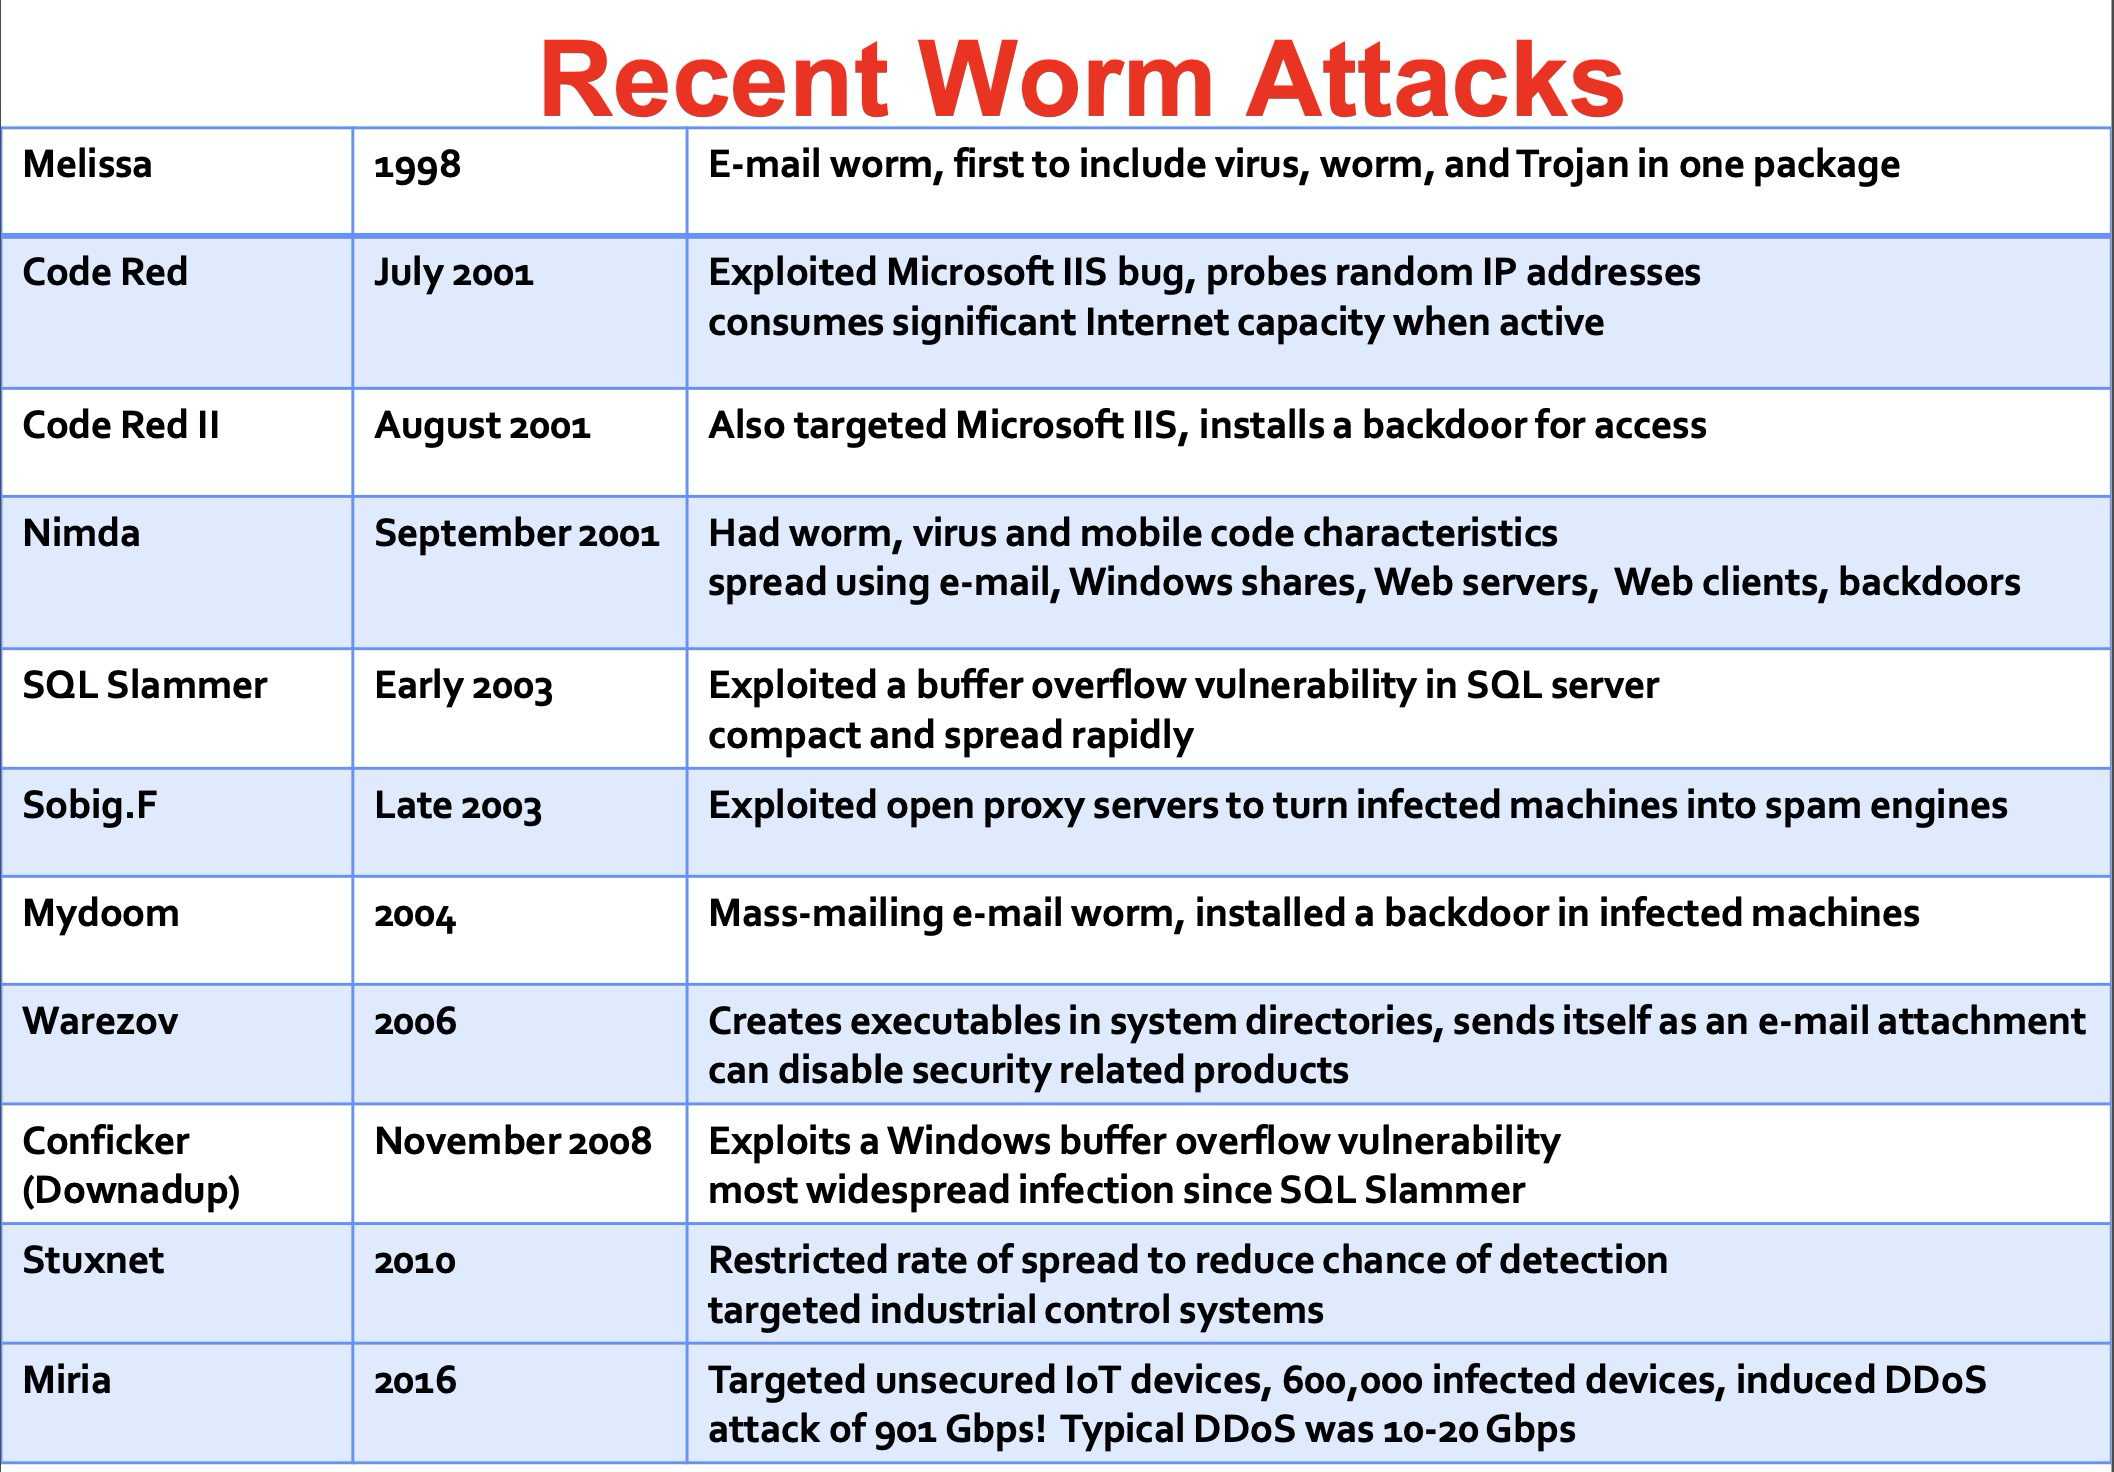 Recent Worm Attacks
Melissa
1998
E-mail worm, first to include virus, worm, and Trojan in one package
Code Red
July 2001
Exploited Microsoft IIS bug, probes random IP addresses
consumes significant Internet capacity when active
Code Red II
August 2001
Also targeted Microsoft IIS, installs a backdoor for access
Nimda
September 2001
Had worm, virus and mobile code characteristics
spread using e-mail, Windows shares, Web servers,  Web clients, backdoors
SQL Slammer
Early 2003
Exploited a buffer overflow vulnerability in SQL server
compact and spread rapidly
Sobig.F
Late 2003
Exploited open proxy servers to turn infected machines into spam engines
Mydoom
2004
Mass-mailing e-mail worm, installed a backdoor in infected machines
Warezov
2006
Creates executables in system directories, sends itself as an e-mail attachment
can disable security related products
Conficker
(Downadup)
November 2008
Exploits a Windows buffer overflow vulnerability
most widespread infection since SQL Slammer
Stuxnet
2010
Restricted rate of spread to reduce chance of detection
targeted industrial control systems
Miria
2016
Targeted unsecured IoT devices, 600,000 infected devices, induced DDoS
attack of 901 Gbps!  Typical DDoS was 10-20 Gbps